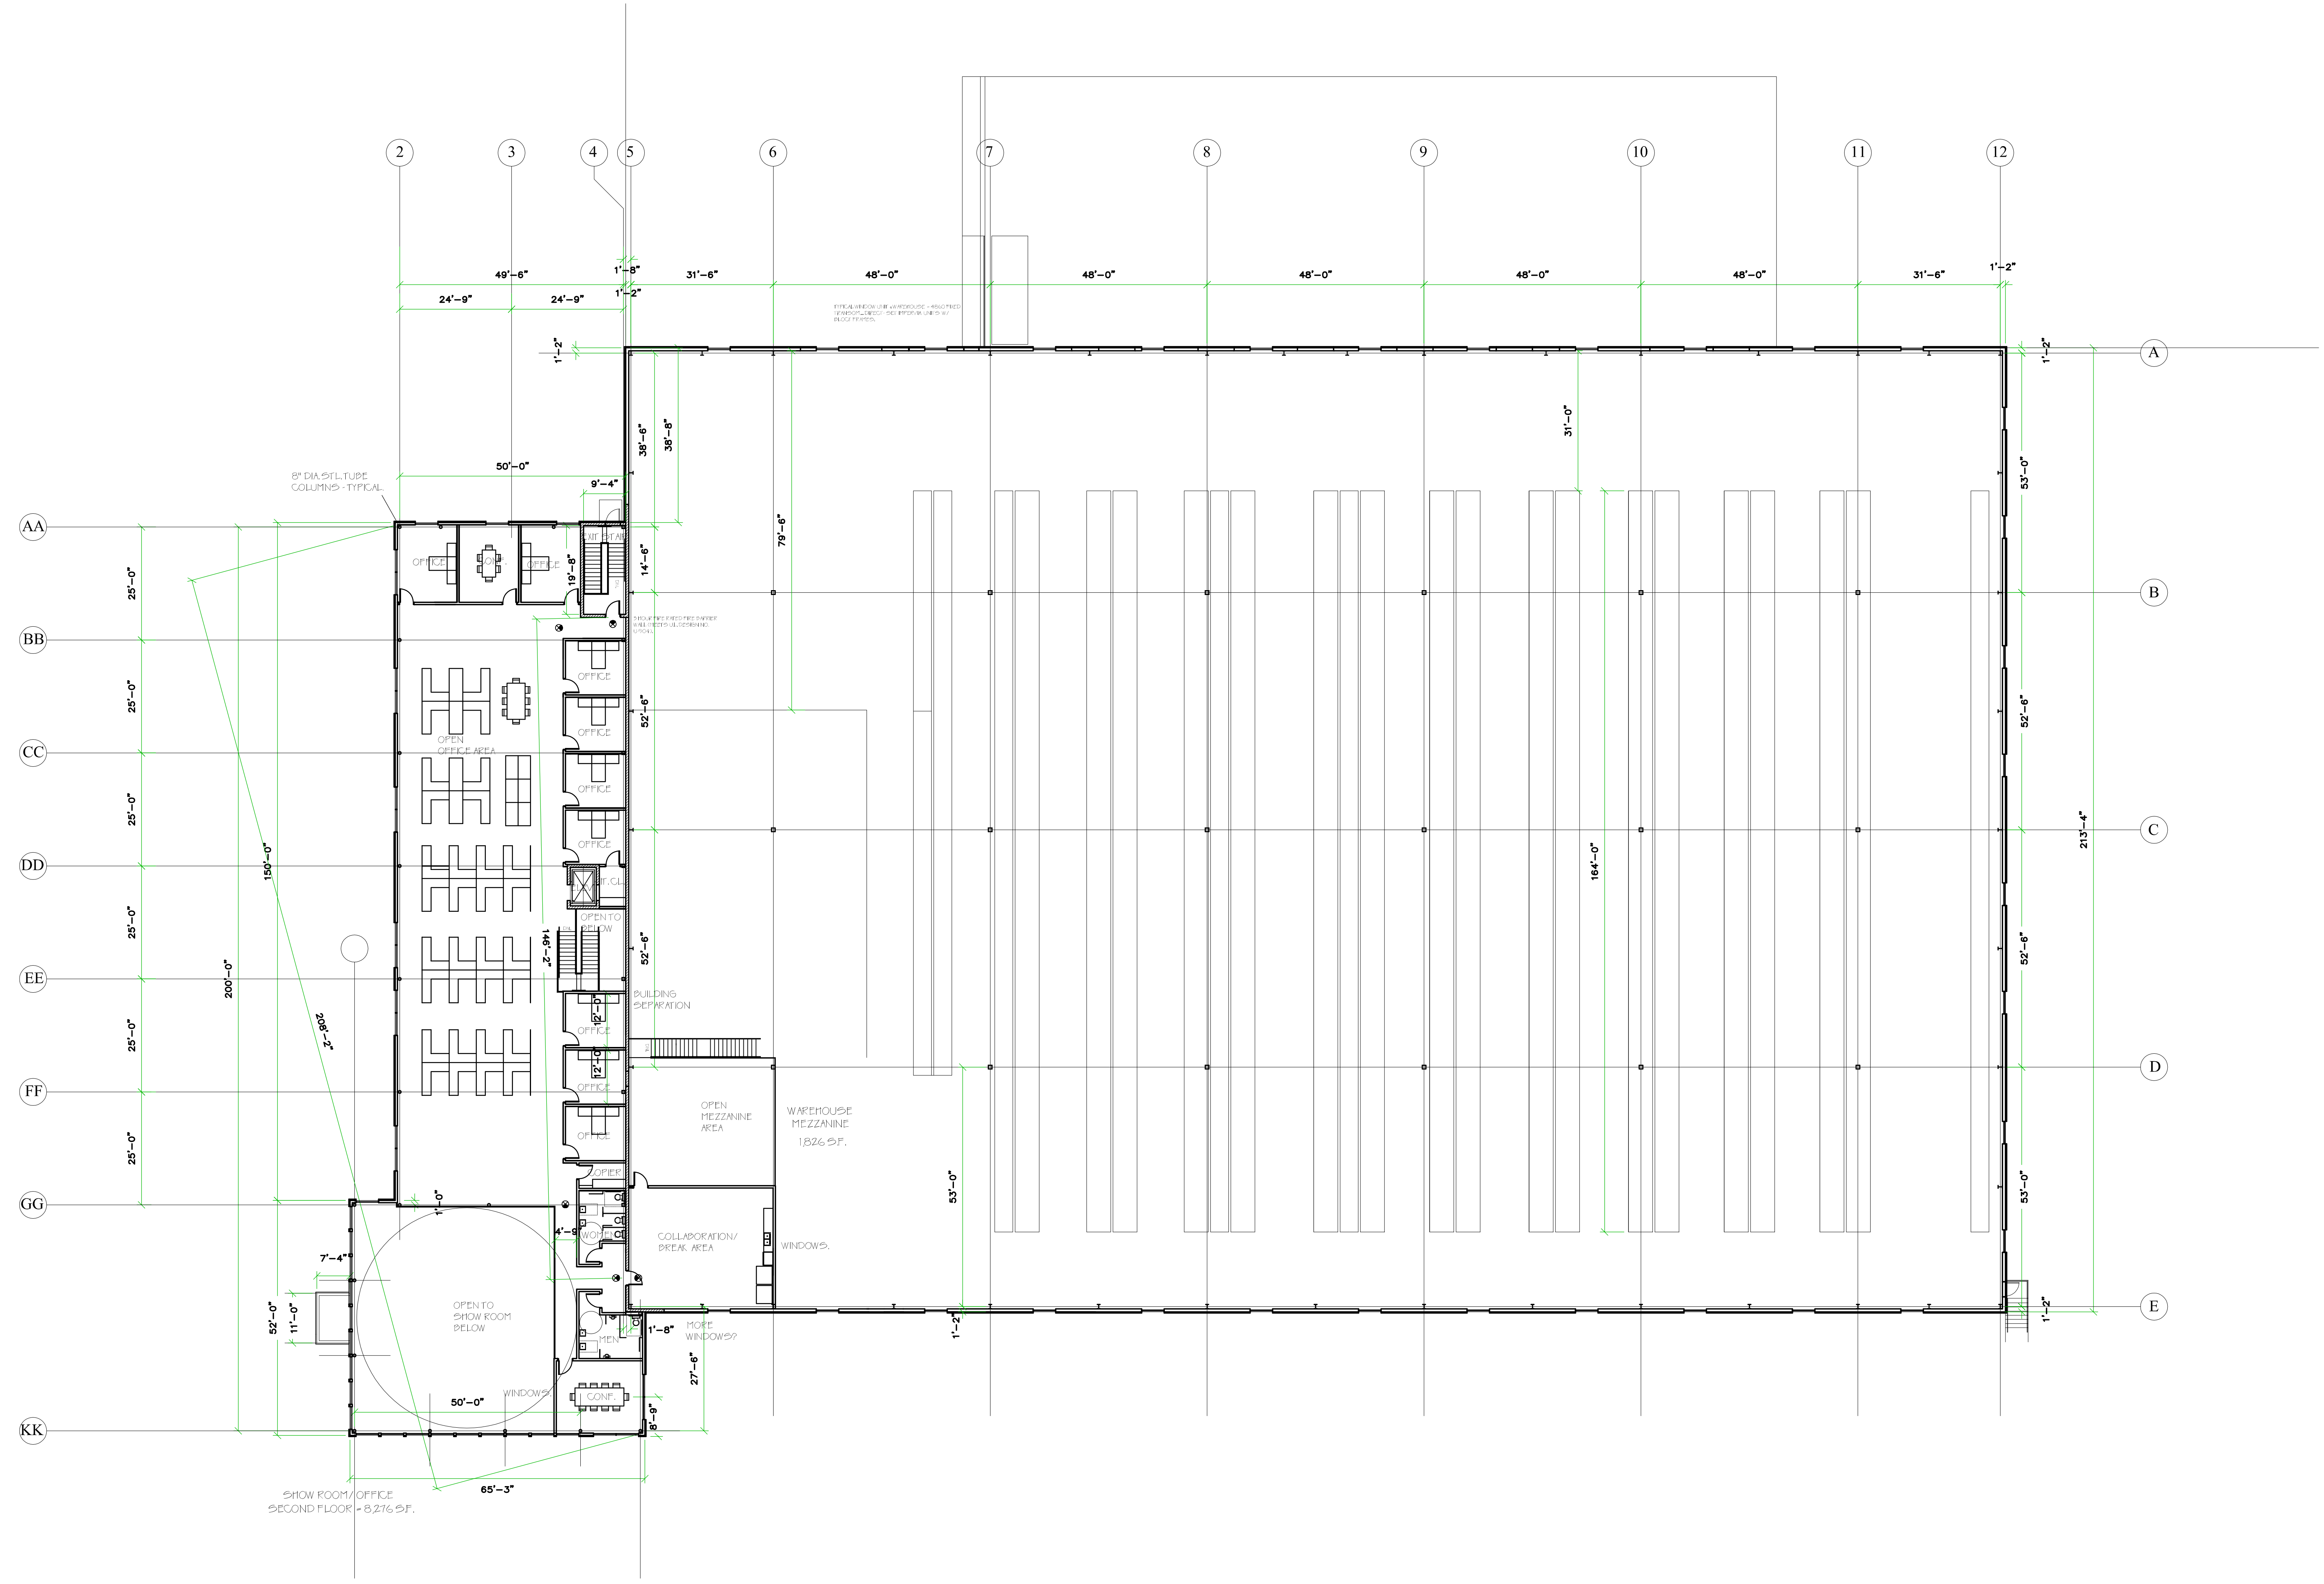 2
3
4
5
6
7
8
9
10
11
12
49'-6"
1'-8"
31'-6"
48'-0"
48'-0"
48'-0"
48'-0"
48'-0"
31'-6"
1'-2"
24'-9"
24'-9"
1'-2"
1'-2"
1'-2"
A
38'-6"
38'-8"
31'-0"
53'-0"
50'-0"
8" DIA. STL. TUBE
COLUMNS - TYPICAL.
9'-4"
AA
EXIT STAIR
79'-6"
OFFICE
CONF.
OFFICE
19'-8"
14'-6"
25'-0"
B
BB
OFFICE
25'-0"
52'-6"
52'-6"
OFFICE
OPEN
OFFICE AREA
CC
OFFICE
25'-0"
C
213'-4"
OFFICE
DD
150'-0"
164'-0"
ELEV.
OPEN TO
BELOW
25'-0"
146'-2"
52'-6"
52'-6"
EE
200'-0"
BUILDING
SEPARATION
12'-0"
OFFICE
208'-2"
25'-0"
12'-0"
D
OFFICE
FF
OPEN
MEZZANINE
AREA
WAREHOUSE
MEZZANINE
1,826 S.F.
OFFICE
25'-0"
COPIER
53'-0"
53'-0"
GG
1'-0"
4'-9
WOMEN
COLLABORATION/
BREAK AREA
WINDOWS.
7'-4"
OPEN TO
SHOW ROOM
BELOW
52'-0"
11'-0"
E
1'-2"
1'-2"
MEN
1'-8"
MORE
WINDOWS?
27'-6"
WINDOWS.
CONF.
50'-0"
8'-9"
KK
65'-3"
SHOW ROOM/OFFICE
SECOND FLOOR = 8,276 S.F.